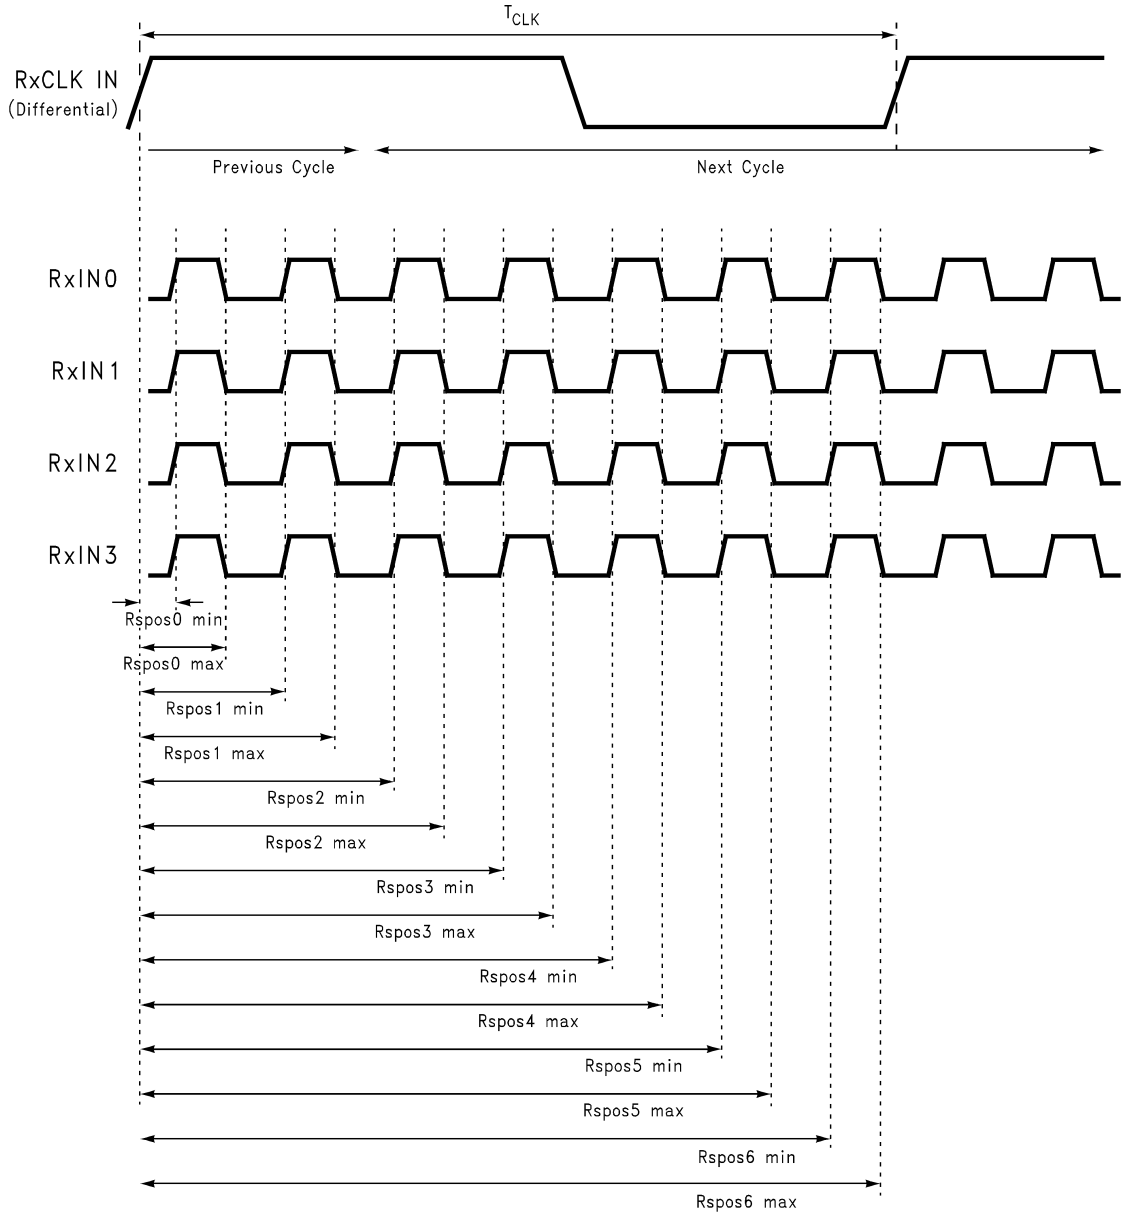 TCLK
RxCLK IN
(Differential)
Previous Cycle
Next Cycle
RxIN0
RxIN1
RxIN2
RxIN3
Rspos0 min
Rspos0 max
Rspos1 min
Rspos1 max
Rspos2 min
Rspos2 max
Rspos3 min
Rspos3 max
Rspos4 min
Rspos4 max
Rspos5 min
Rspos5 max
Rspos6 min
Rspos6 max